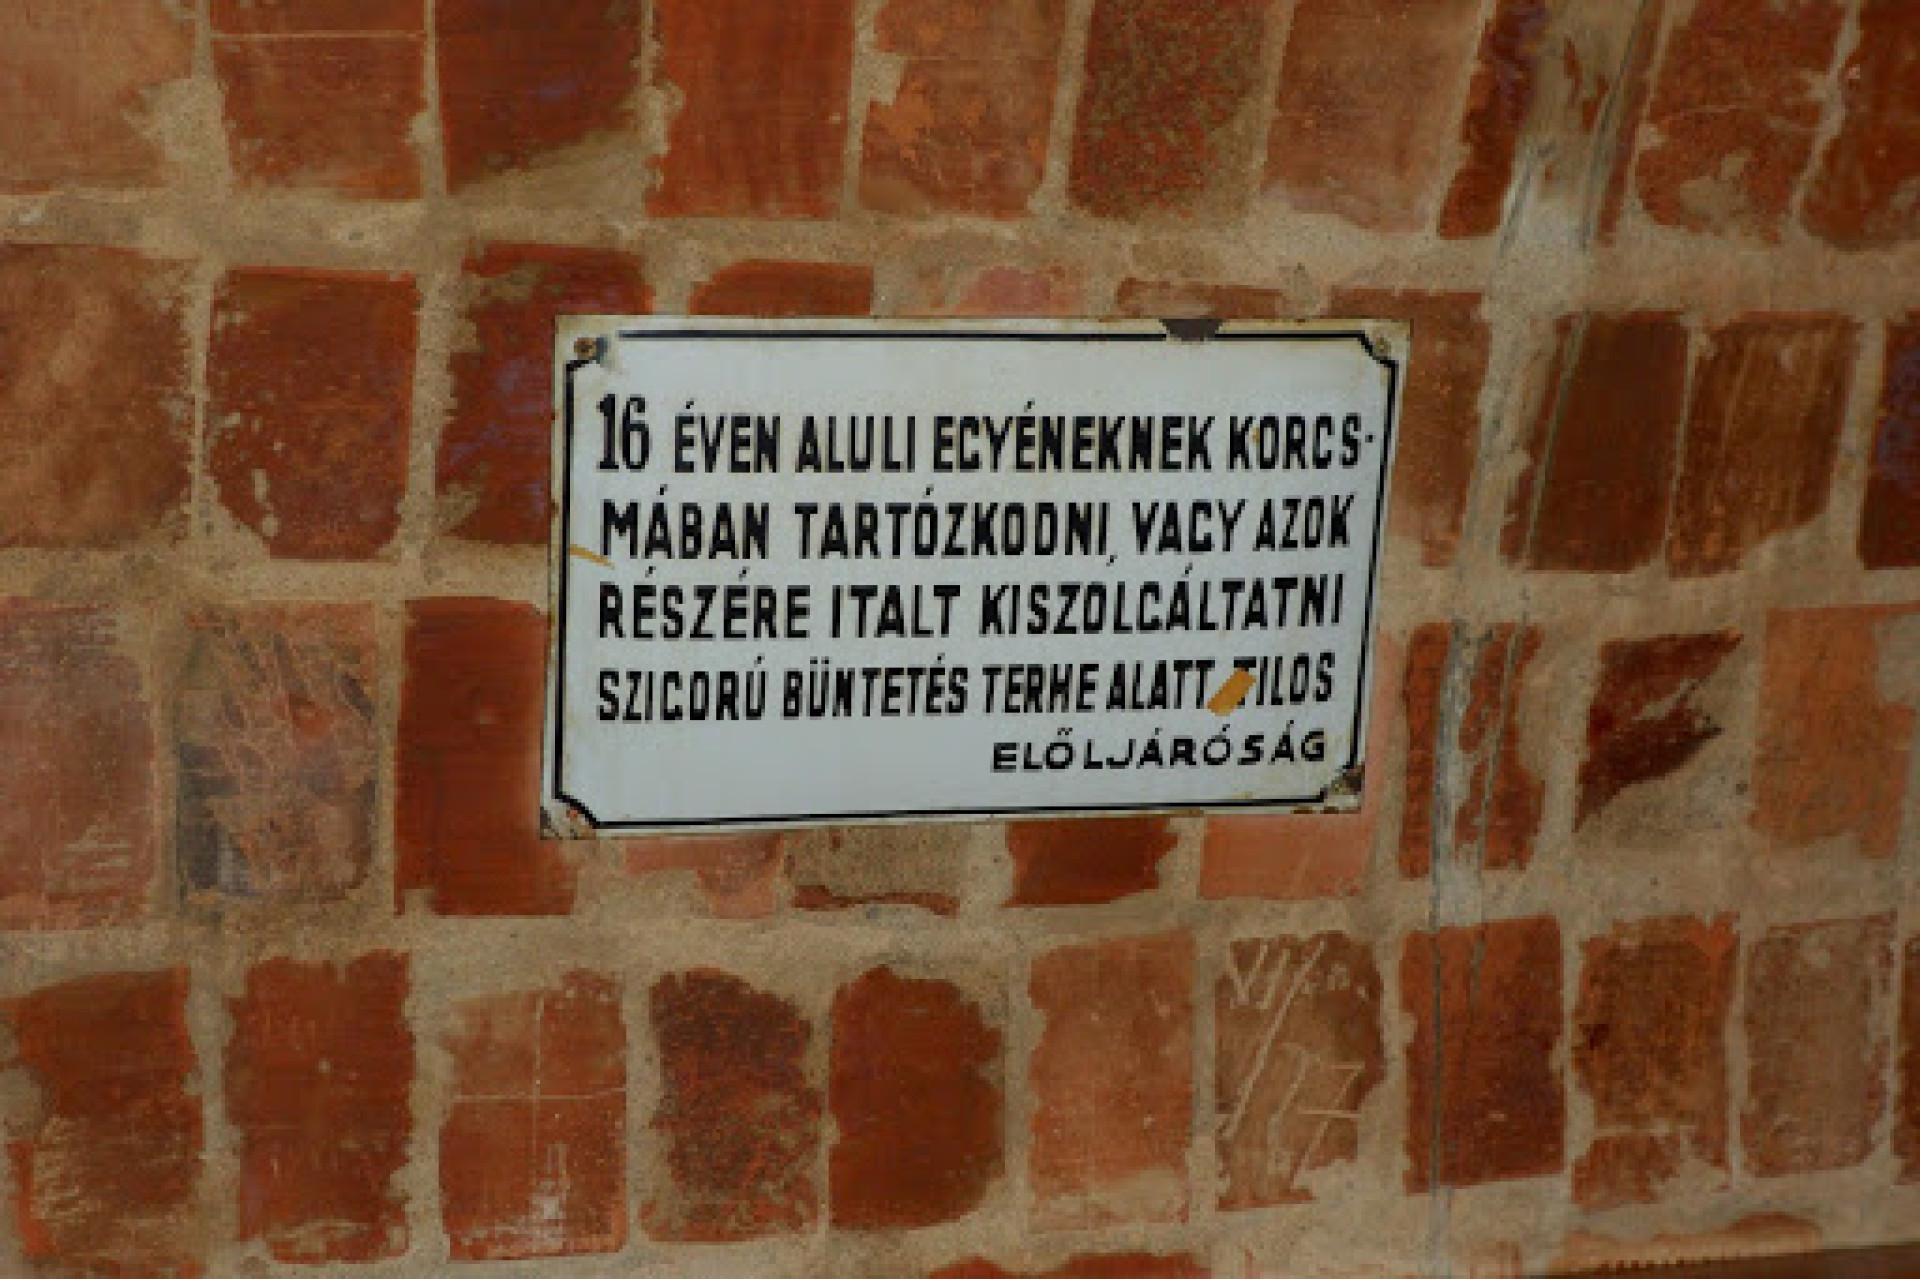 16 ÉVEN ALULI EGYÉNEKNEK KORCS-
MÁBAN TARTÓZKODNI, VAGY AZOK
RÉSZÉRE ITALT KISZOLGÁLTATNI
SZIGORÚ BÜNTETÉS TERHE ALATT TILOS
ELŐLJÁRÓSÁG